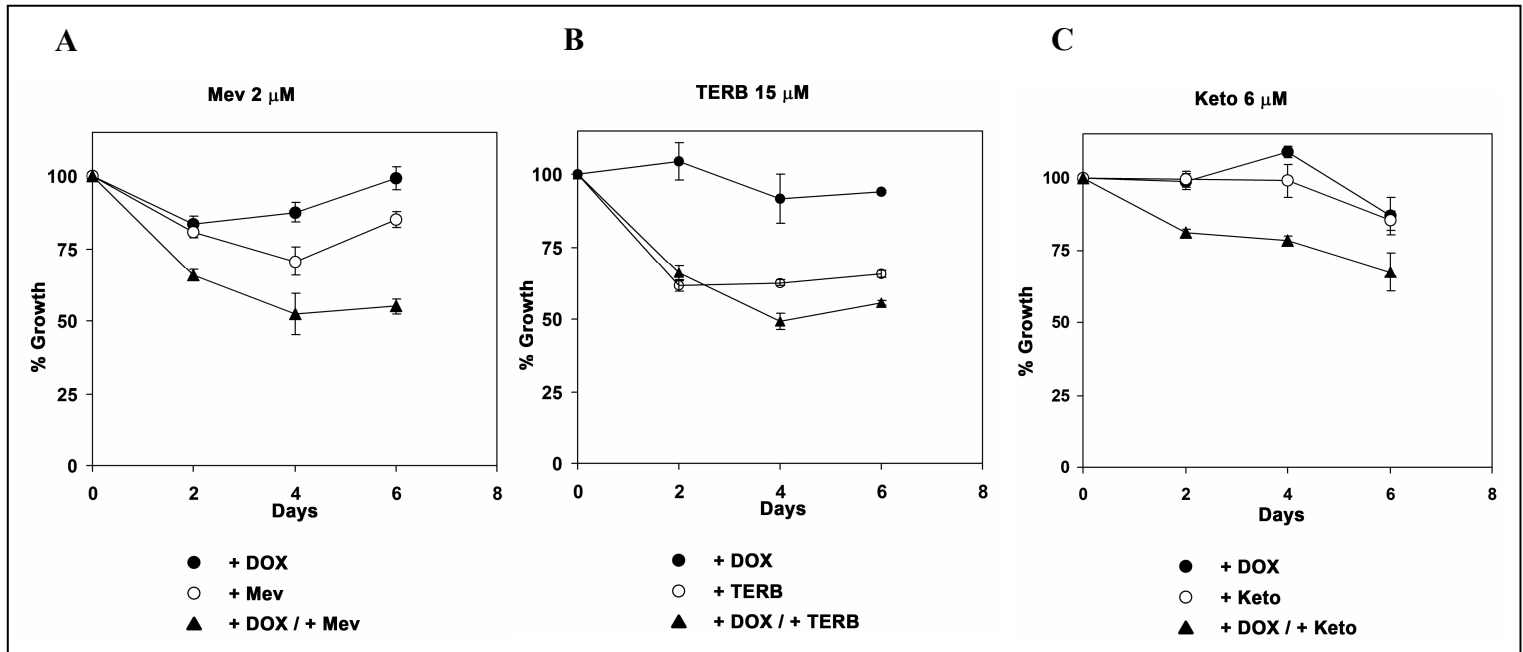 A
Mev 2 μM
% Growth
100
75
50
25
0
0 2 4 6 8
Days
+ DOX
+ Mev
+ DOX / + Mev
B
TERB 15 μM
% Growth
100
75
50
25
0
0 2 4 6 8
Days
+ DOX
+ TERB
+ DOX / + TERB
C
Keto 6 μM
% Growth
100
75
50
25
0
0 2 4 6 8
Days
+ DOX
+ Keto
+ DOX / + Keto